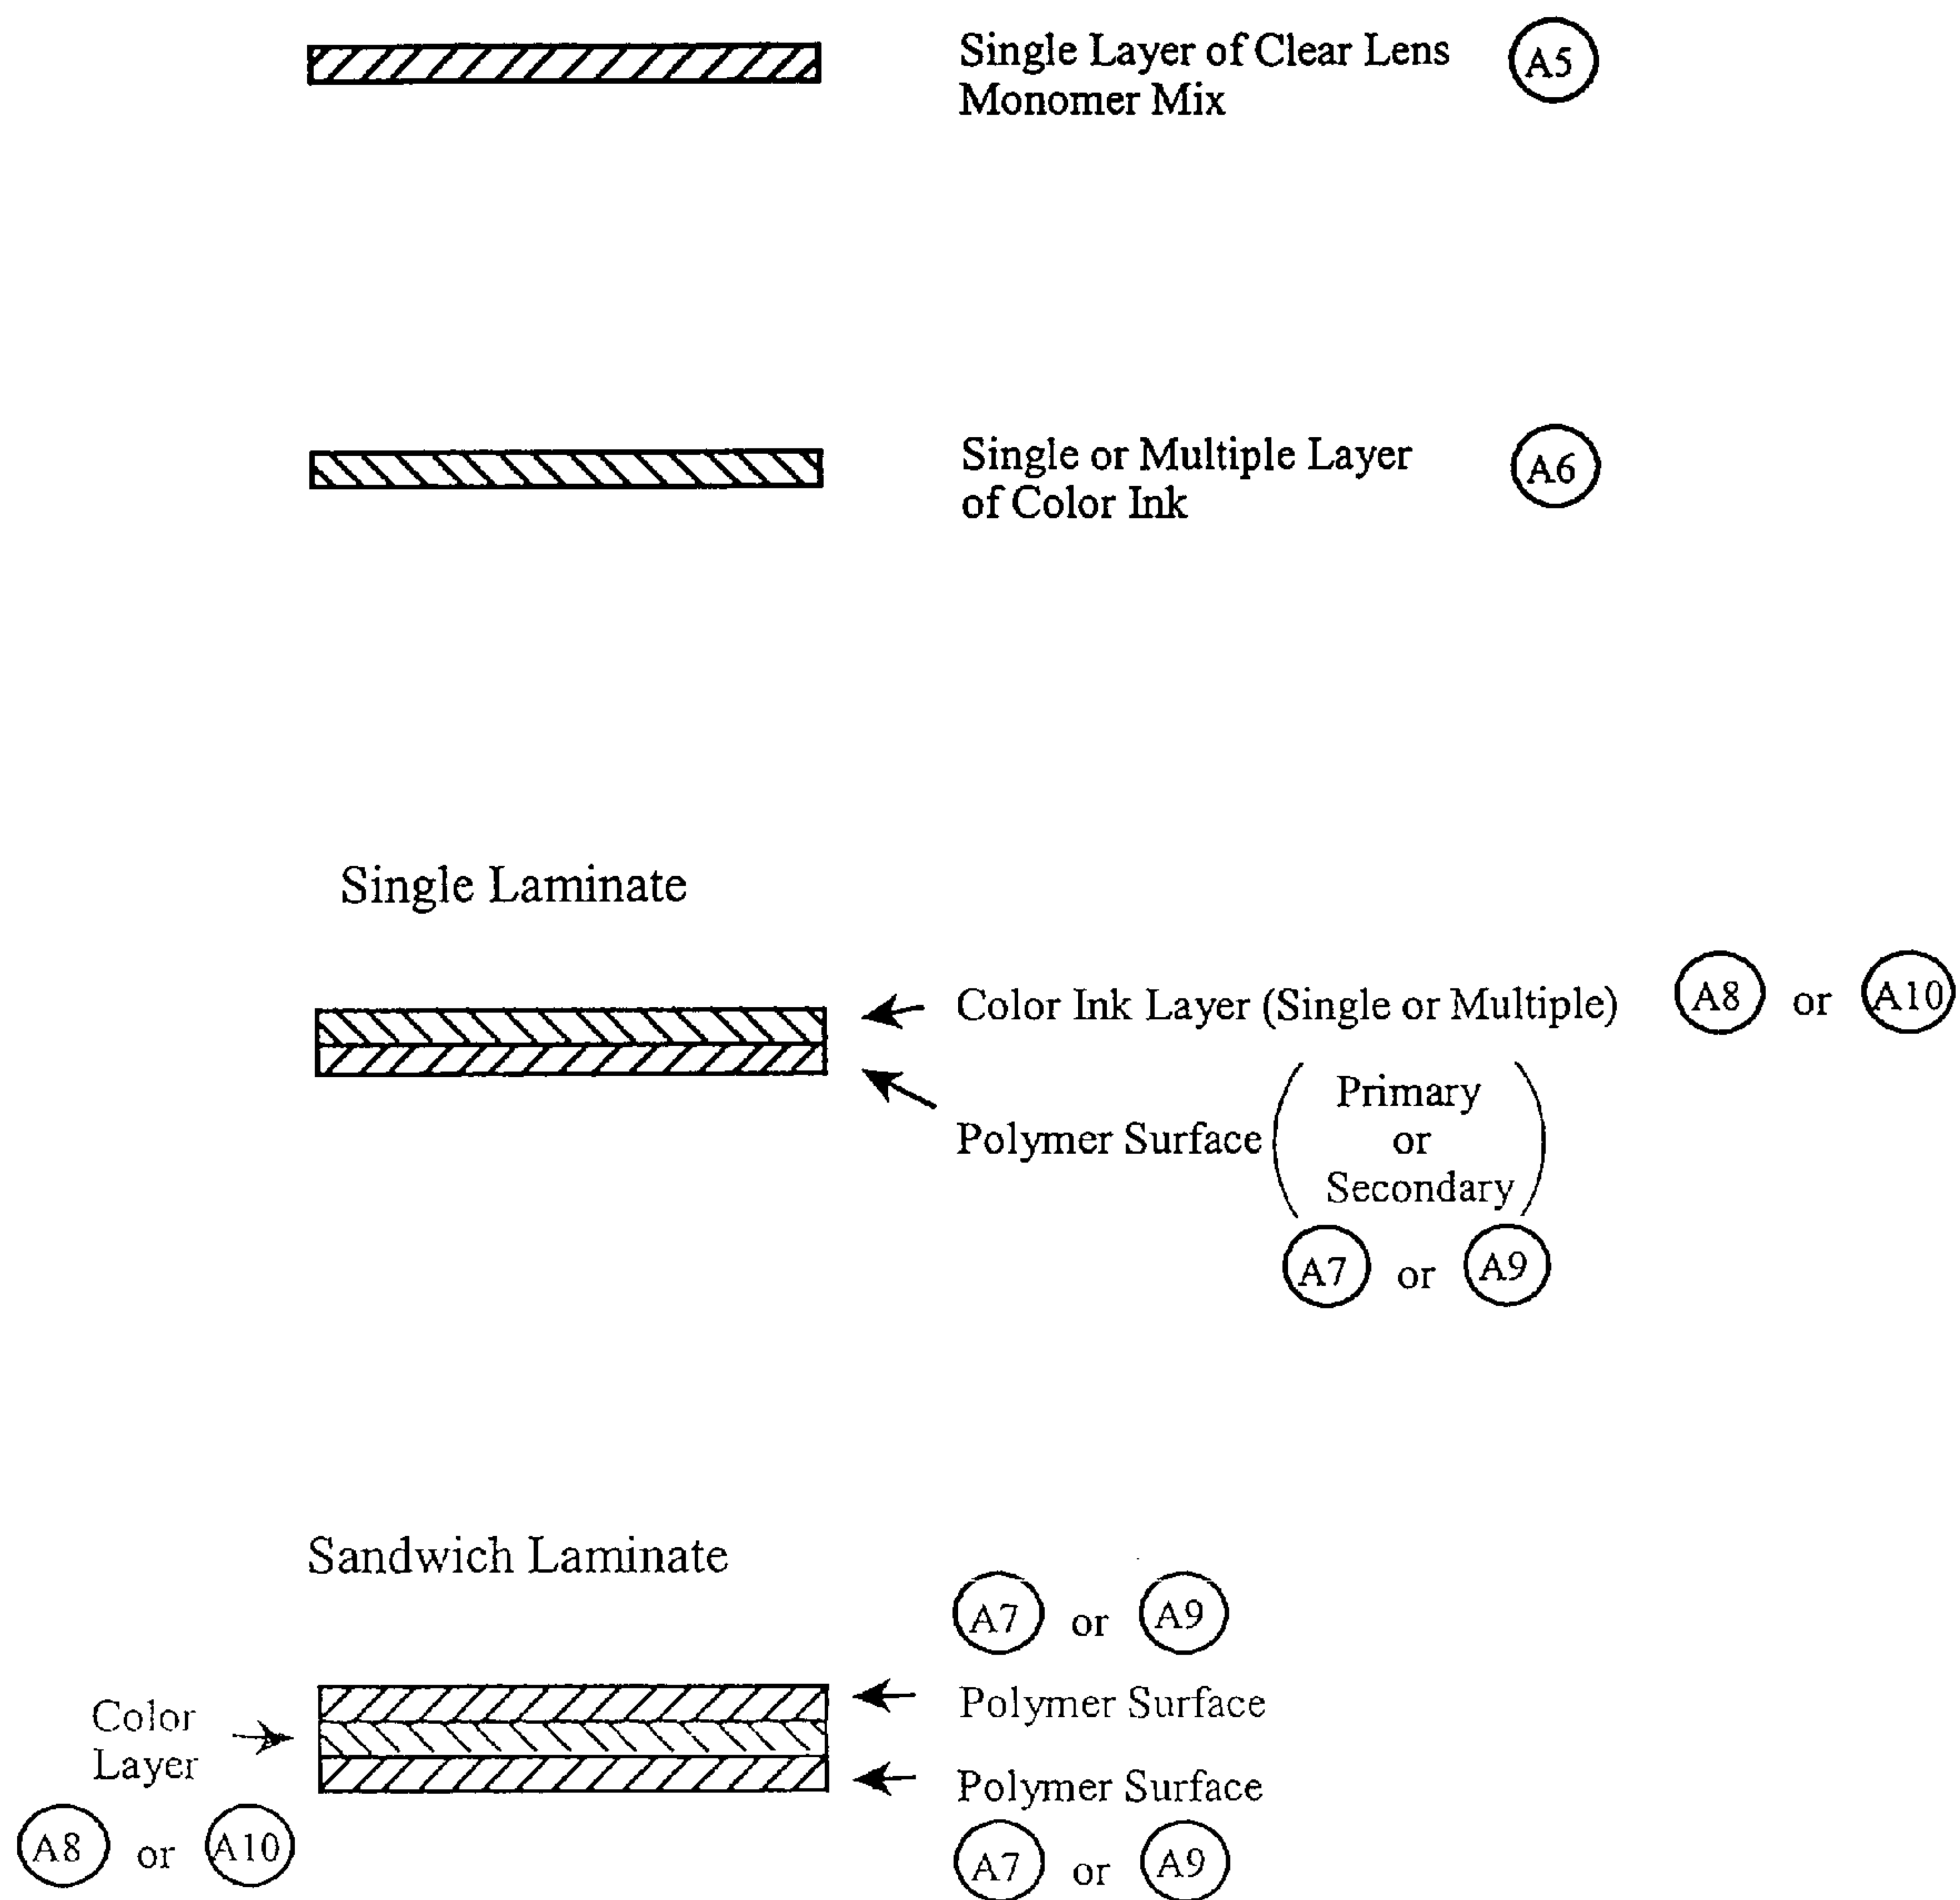 Single Layer of Clear Lens
Monomer Mix
A5
Single or Multiple Layer
of Color Ink
A6
Single Laminate
Color Ink Layer (Single or Multiple) A8 or A10
Polymer Surface
Primary
or
Secondary
A7 or A9
Sandwich Laminate
A7 or A9
Polymer Surface
Color
Layer
A8 or A10
Polymer Surface
A7 or A9